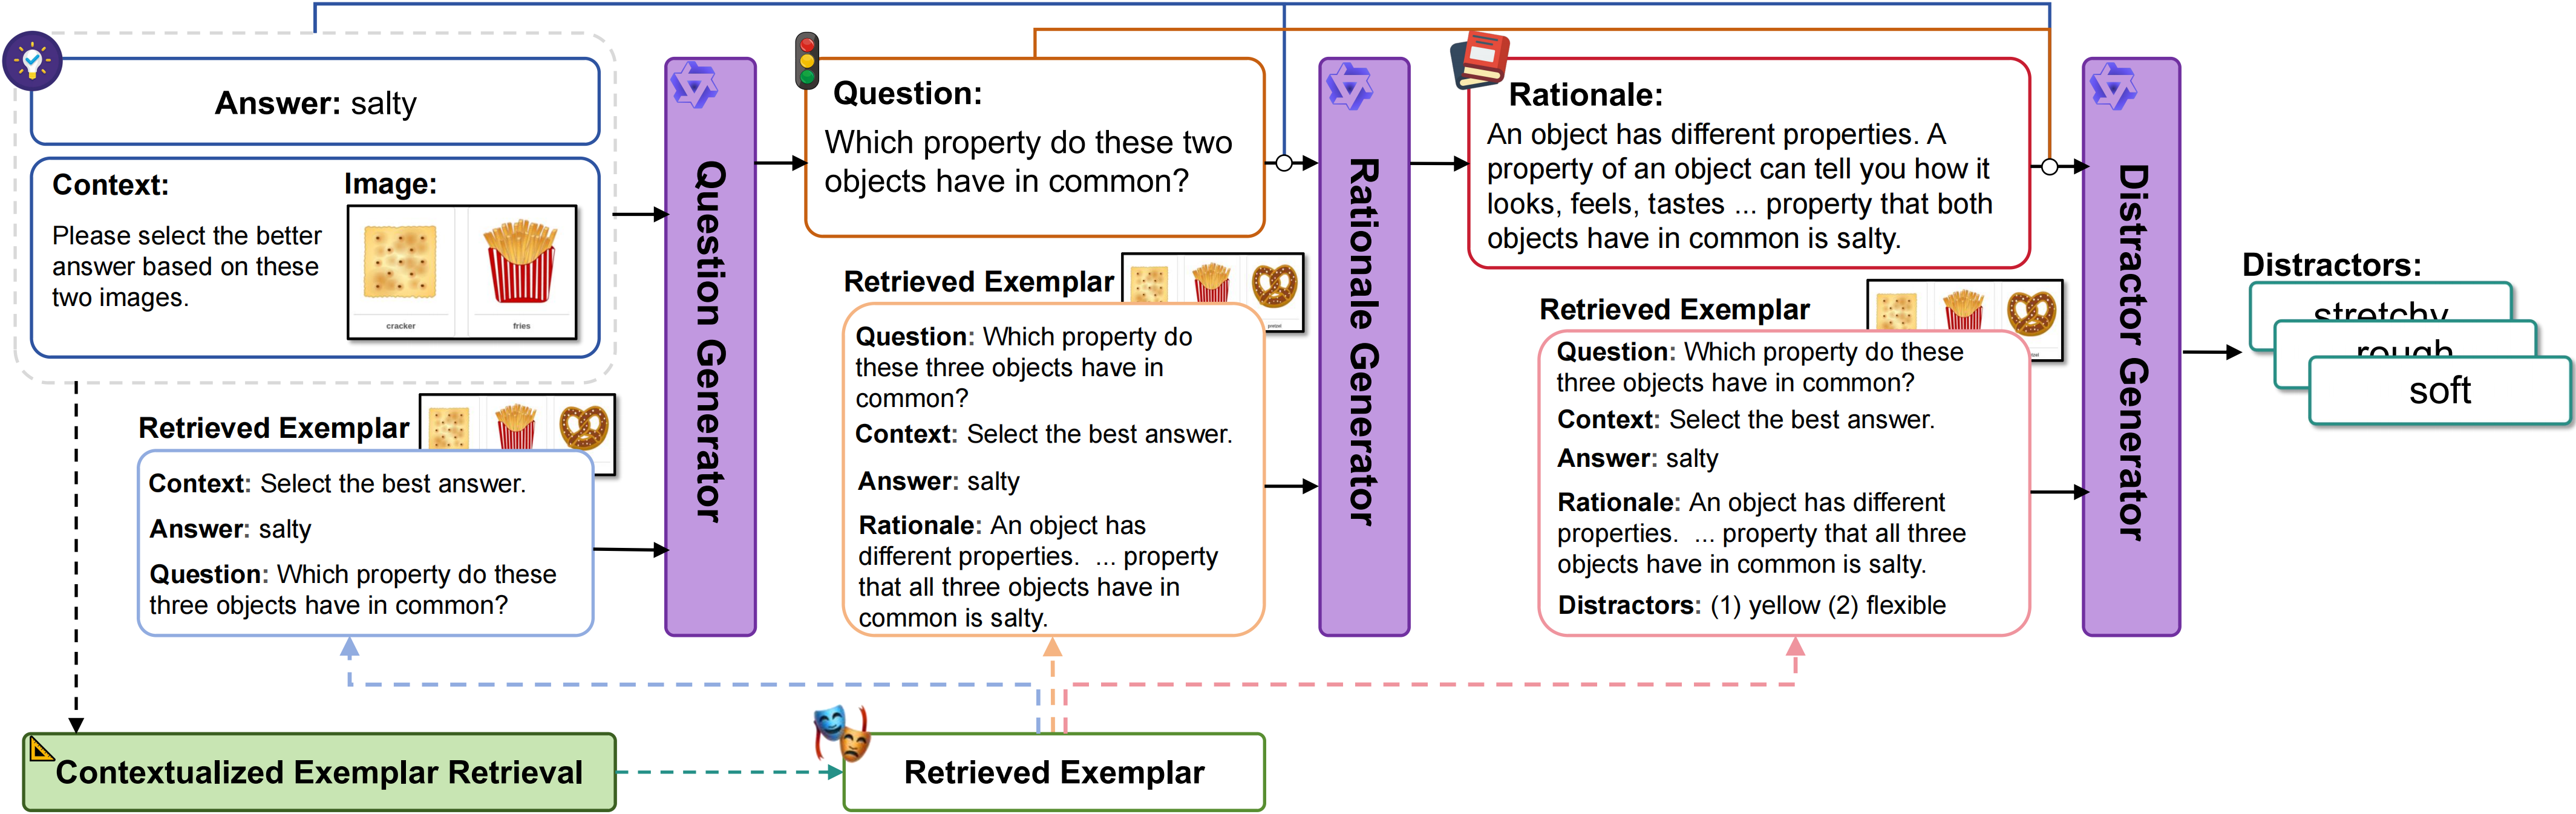 Answer: salty
Context:
Image:
Please select the better
answer based on these
two images.
cracker
fries
Retrieved Exemplar
Context: Select the best answer.
Answer: salty
Question: Which property do these
three objects have in common?
Question Generator
Question:
Which property do these two
objects have in common?
Retrieved Exemplar
pretzel
Question: Which property do
these three objects have in
common?
Context: Select the best answer.
Answer: salty
Rationale: An object has
different properties. ... property
that all three objects have in
common is salty.
Rationale Generator
Rationale:
An object has different properties. A
property of an object can tell you how it
looks, feels, tastes ... property that both
objects have in common is salty.
Retrieved Exemplar
Question: Which property do these
three objects have in common?
Context: Select the best answer.
Answer: salty
Rationale: An object has different
properties. ... property that all three
objects have in common is salty.
Distractors: (1) yellow (2) flexible
Distractor Generator
Distractors:
stretchy
rough
soft
Contextualized Exemplar Retrieval
Retrieved Exemplar